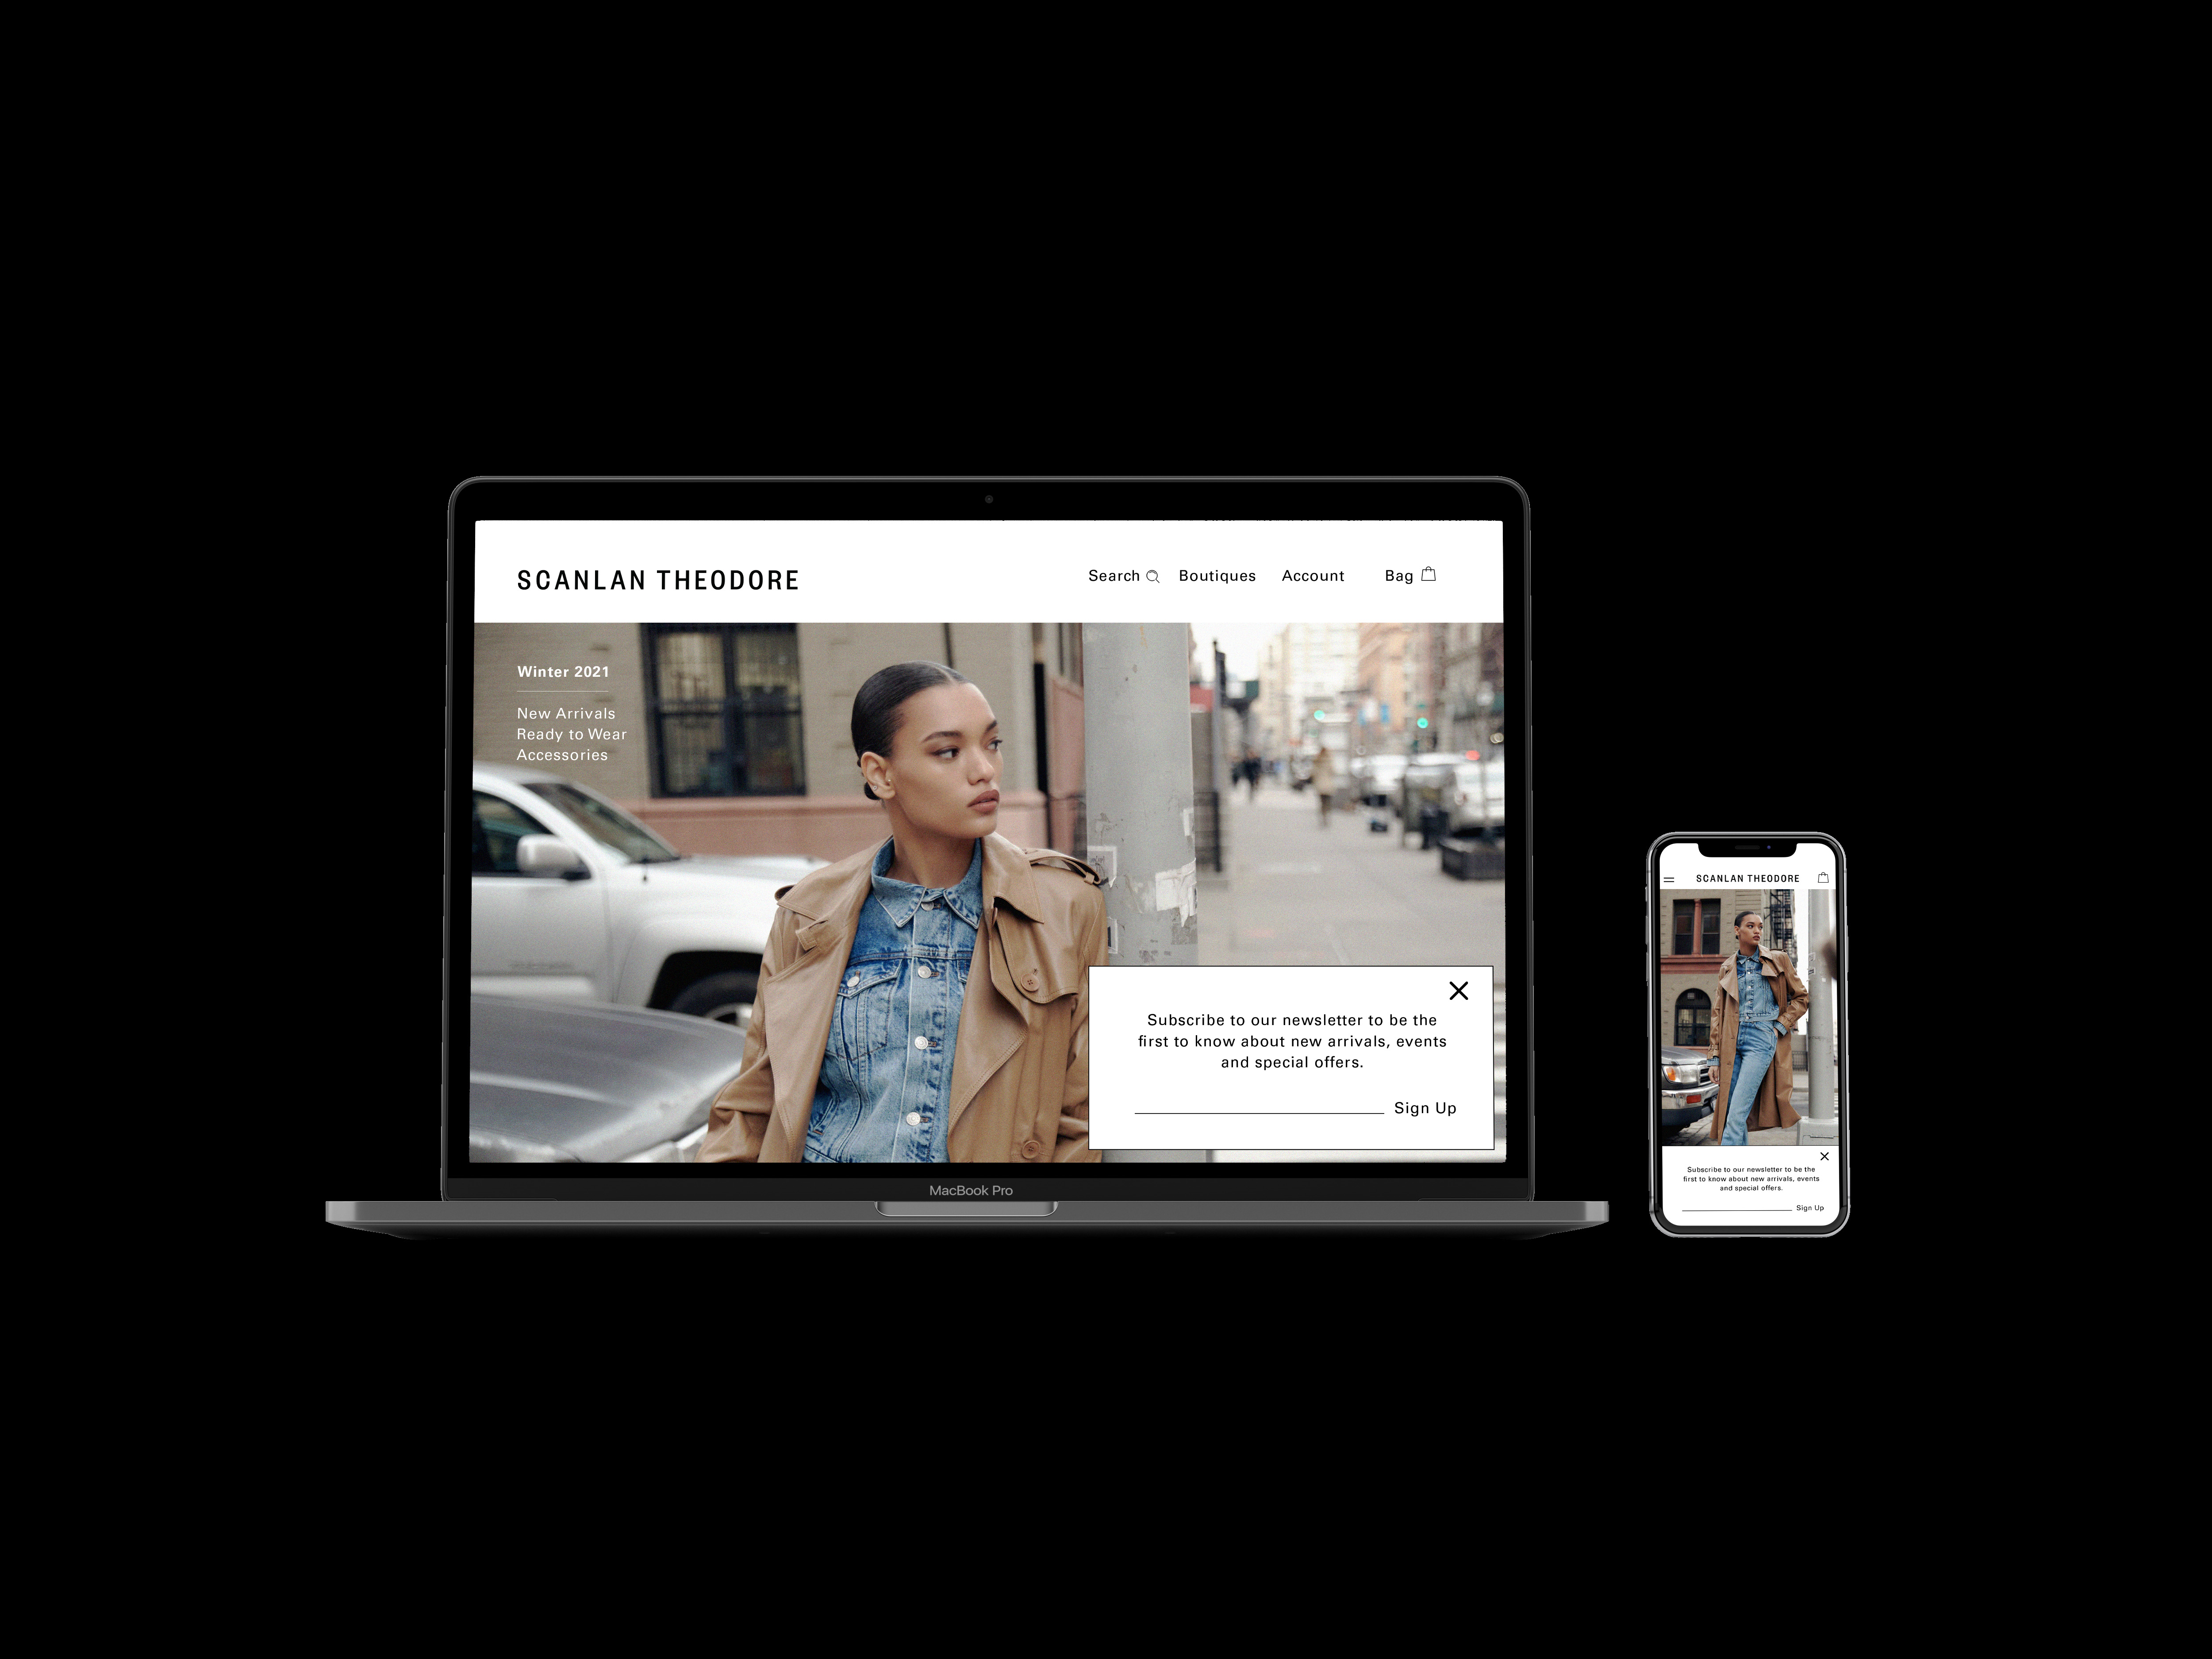 SCANLAN THEODORE
Search Boutiques Account Bag
Winter 2021
New Arrivals
Ready to Wear
Accessories
Subscribe to our newsletter to be the
first to know about new arrivals, events
and special offers.
Sign Up
MacBook Pro
SCANLAN THEODORE
Subscribe to our newsletter to be the
first to know about new arrivals, events
and special offers.
Sign Up